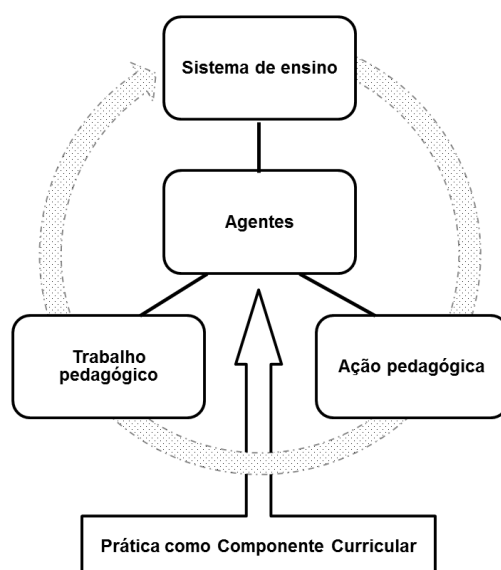 Sistema de ensino
Agentes
Trabalho
pedagógico
Ação pedagógica
Prática como Componente Curricular